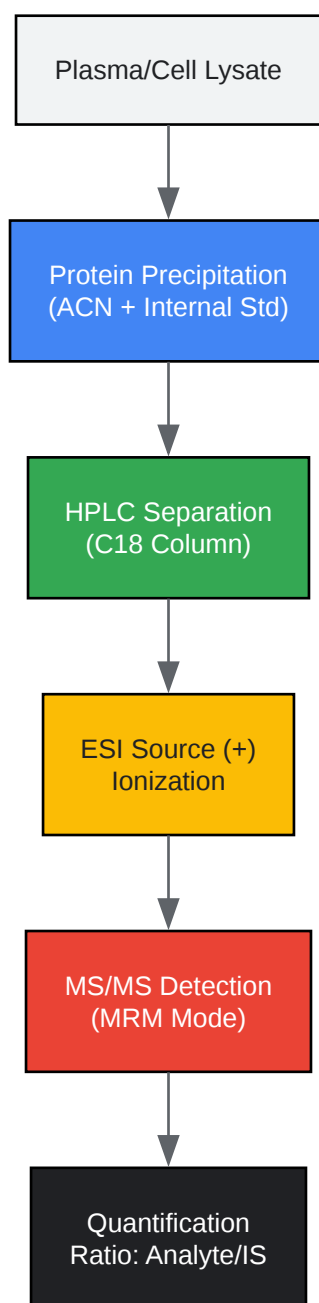 Plasma/Cell Lysate
Protein Precipitation
(ACN + Internal Std)
HPLC Separation
(C18 Column)
ESI Source (+)
Ionization
MS/MS Detection
(MRM Mode)
Quantification
Ratio: Analyte/IS